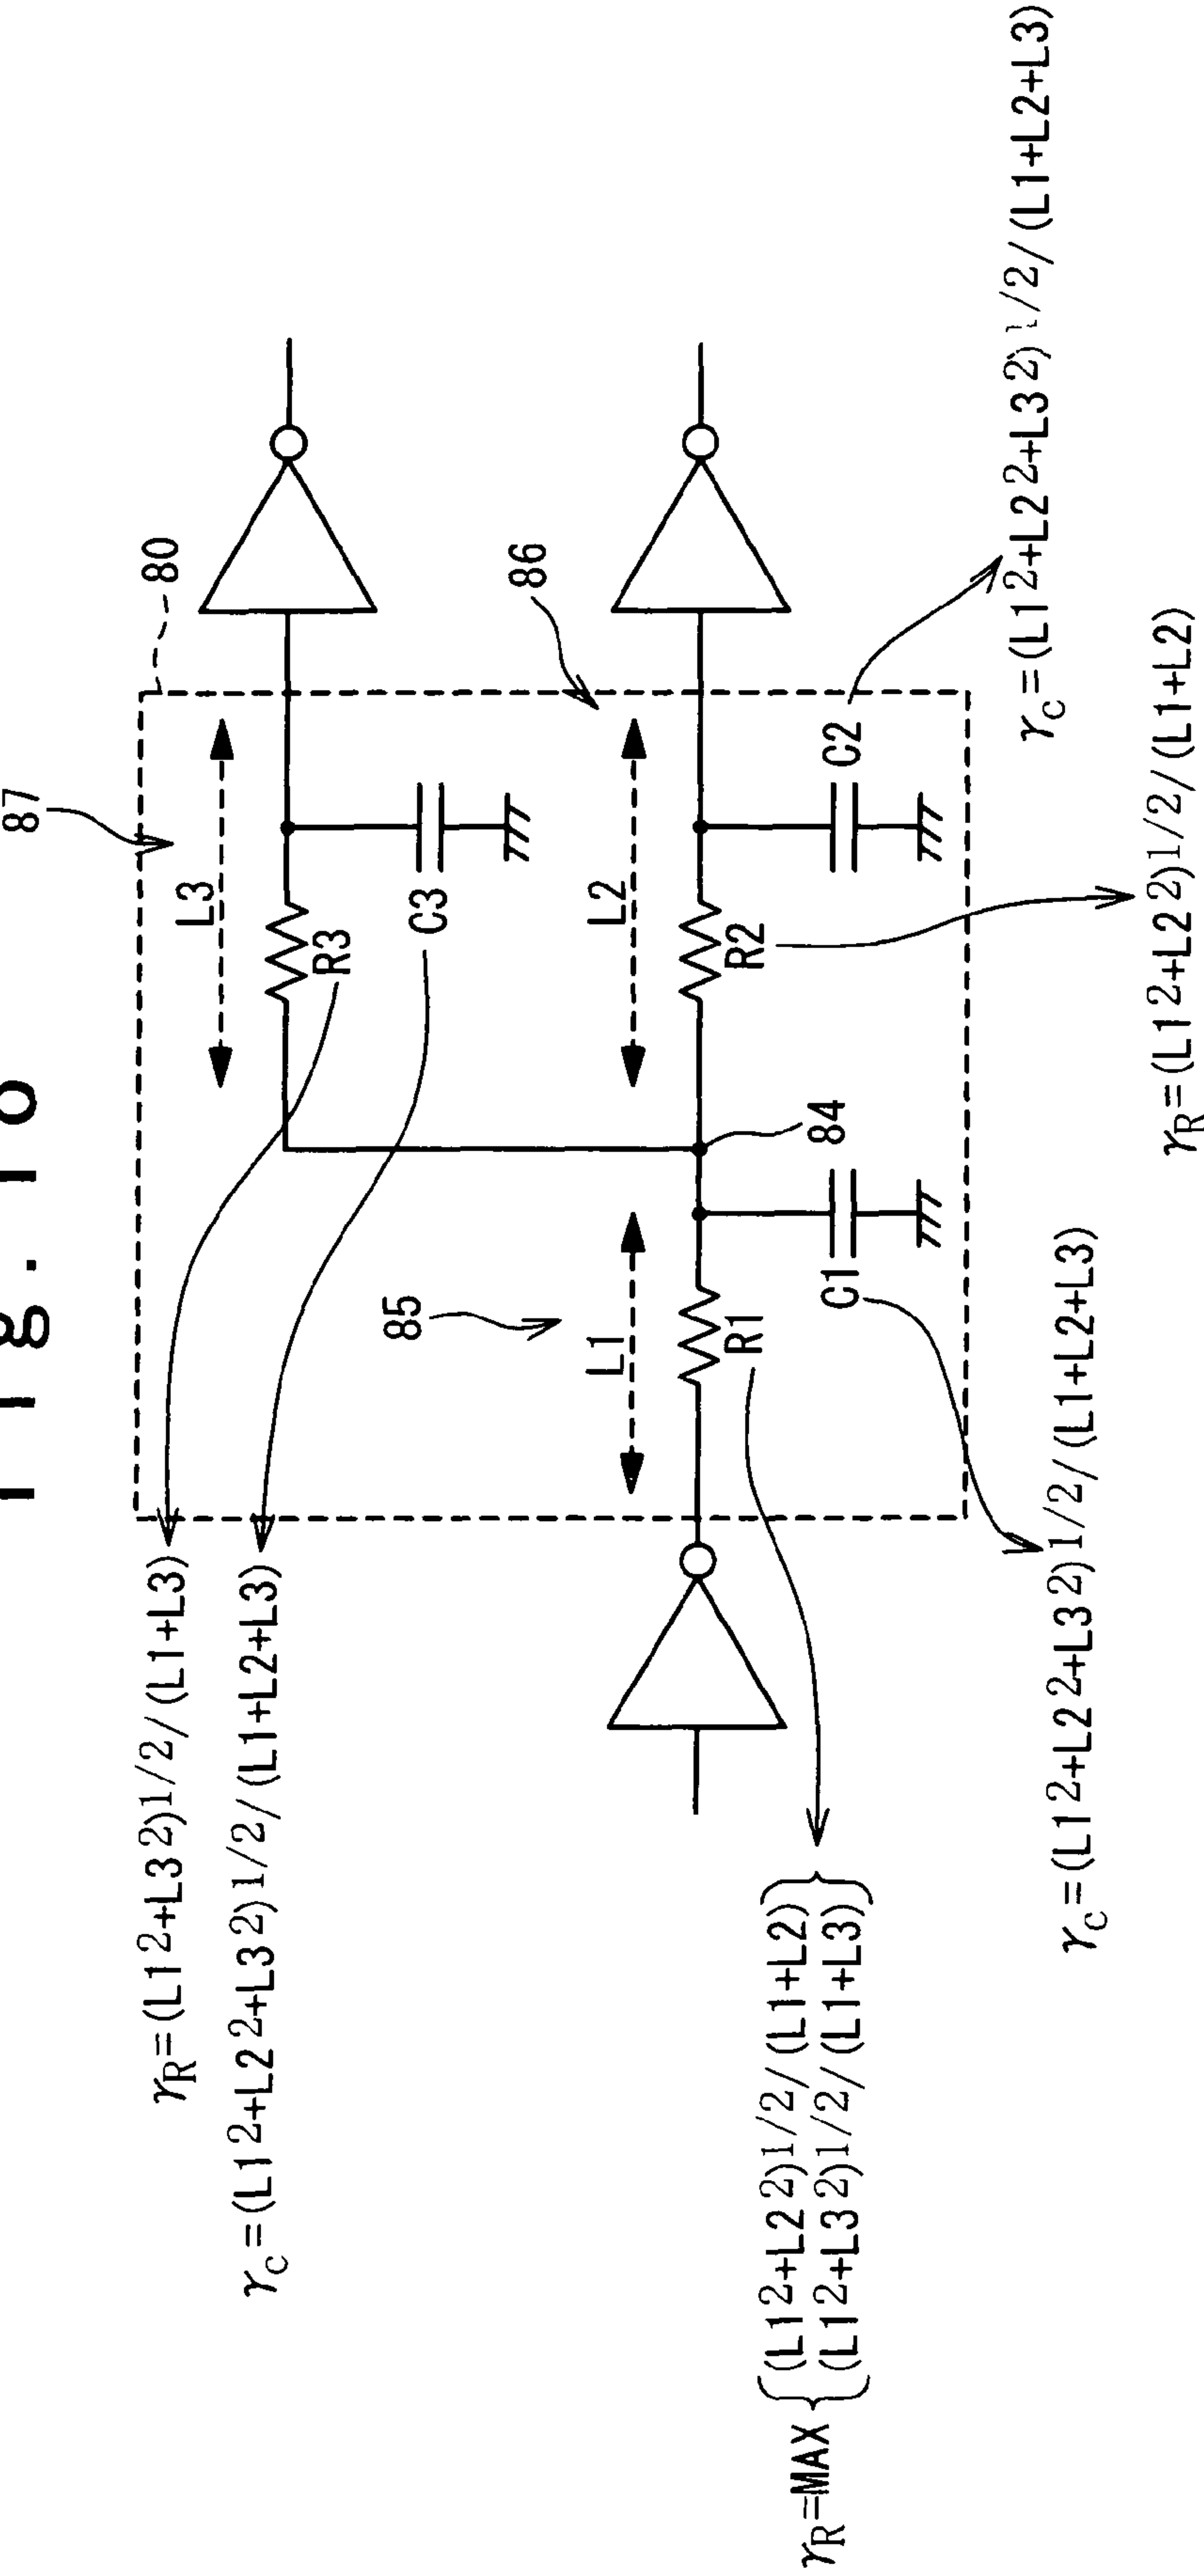 Fig. 10
87
80
L3
R3
C3
γR=(L1²+L3²)1/2/(L1+L3)
γC=(L1²+L2²+L3²)1/2/(L1+L2+L3)
86
85
L1
L2
R1
R2
84
C1
C2
γR=MAX{(L1²+L2²)1/2/(L1+L2)
(L1²+L3²)1/2/(L1+L3)}
γC=(L1²+L2²+L3²)1/2/(L1+L2+L3)
γC=(L1²+L2²+L3²)1/2/(L1+L2+L3)
γR=(L1²+L2²)1/2/(L1+L2)